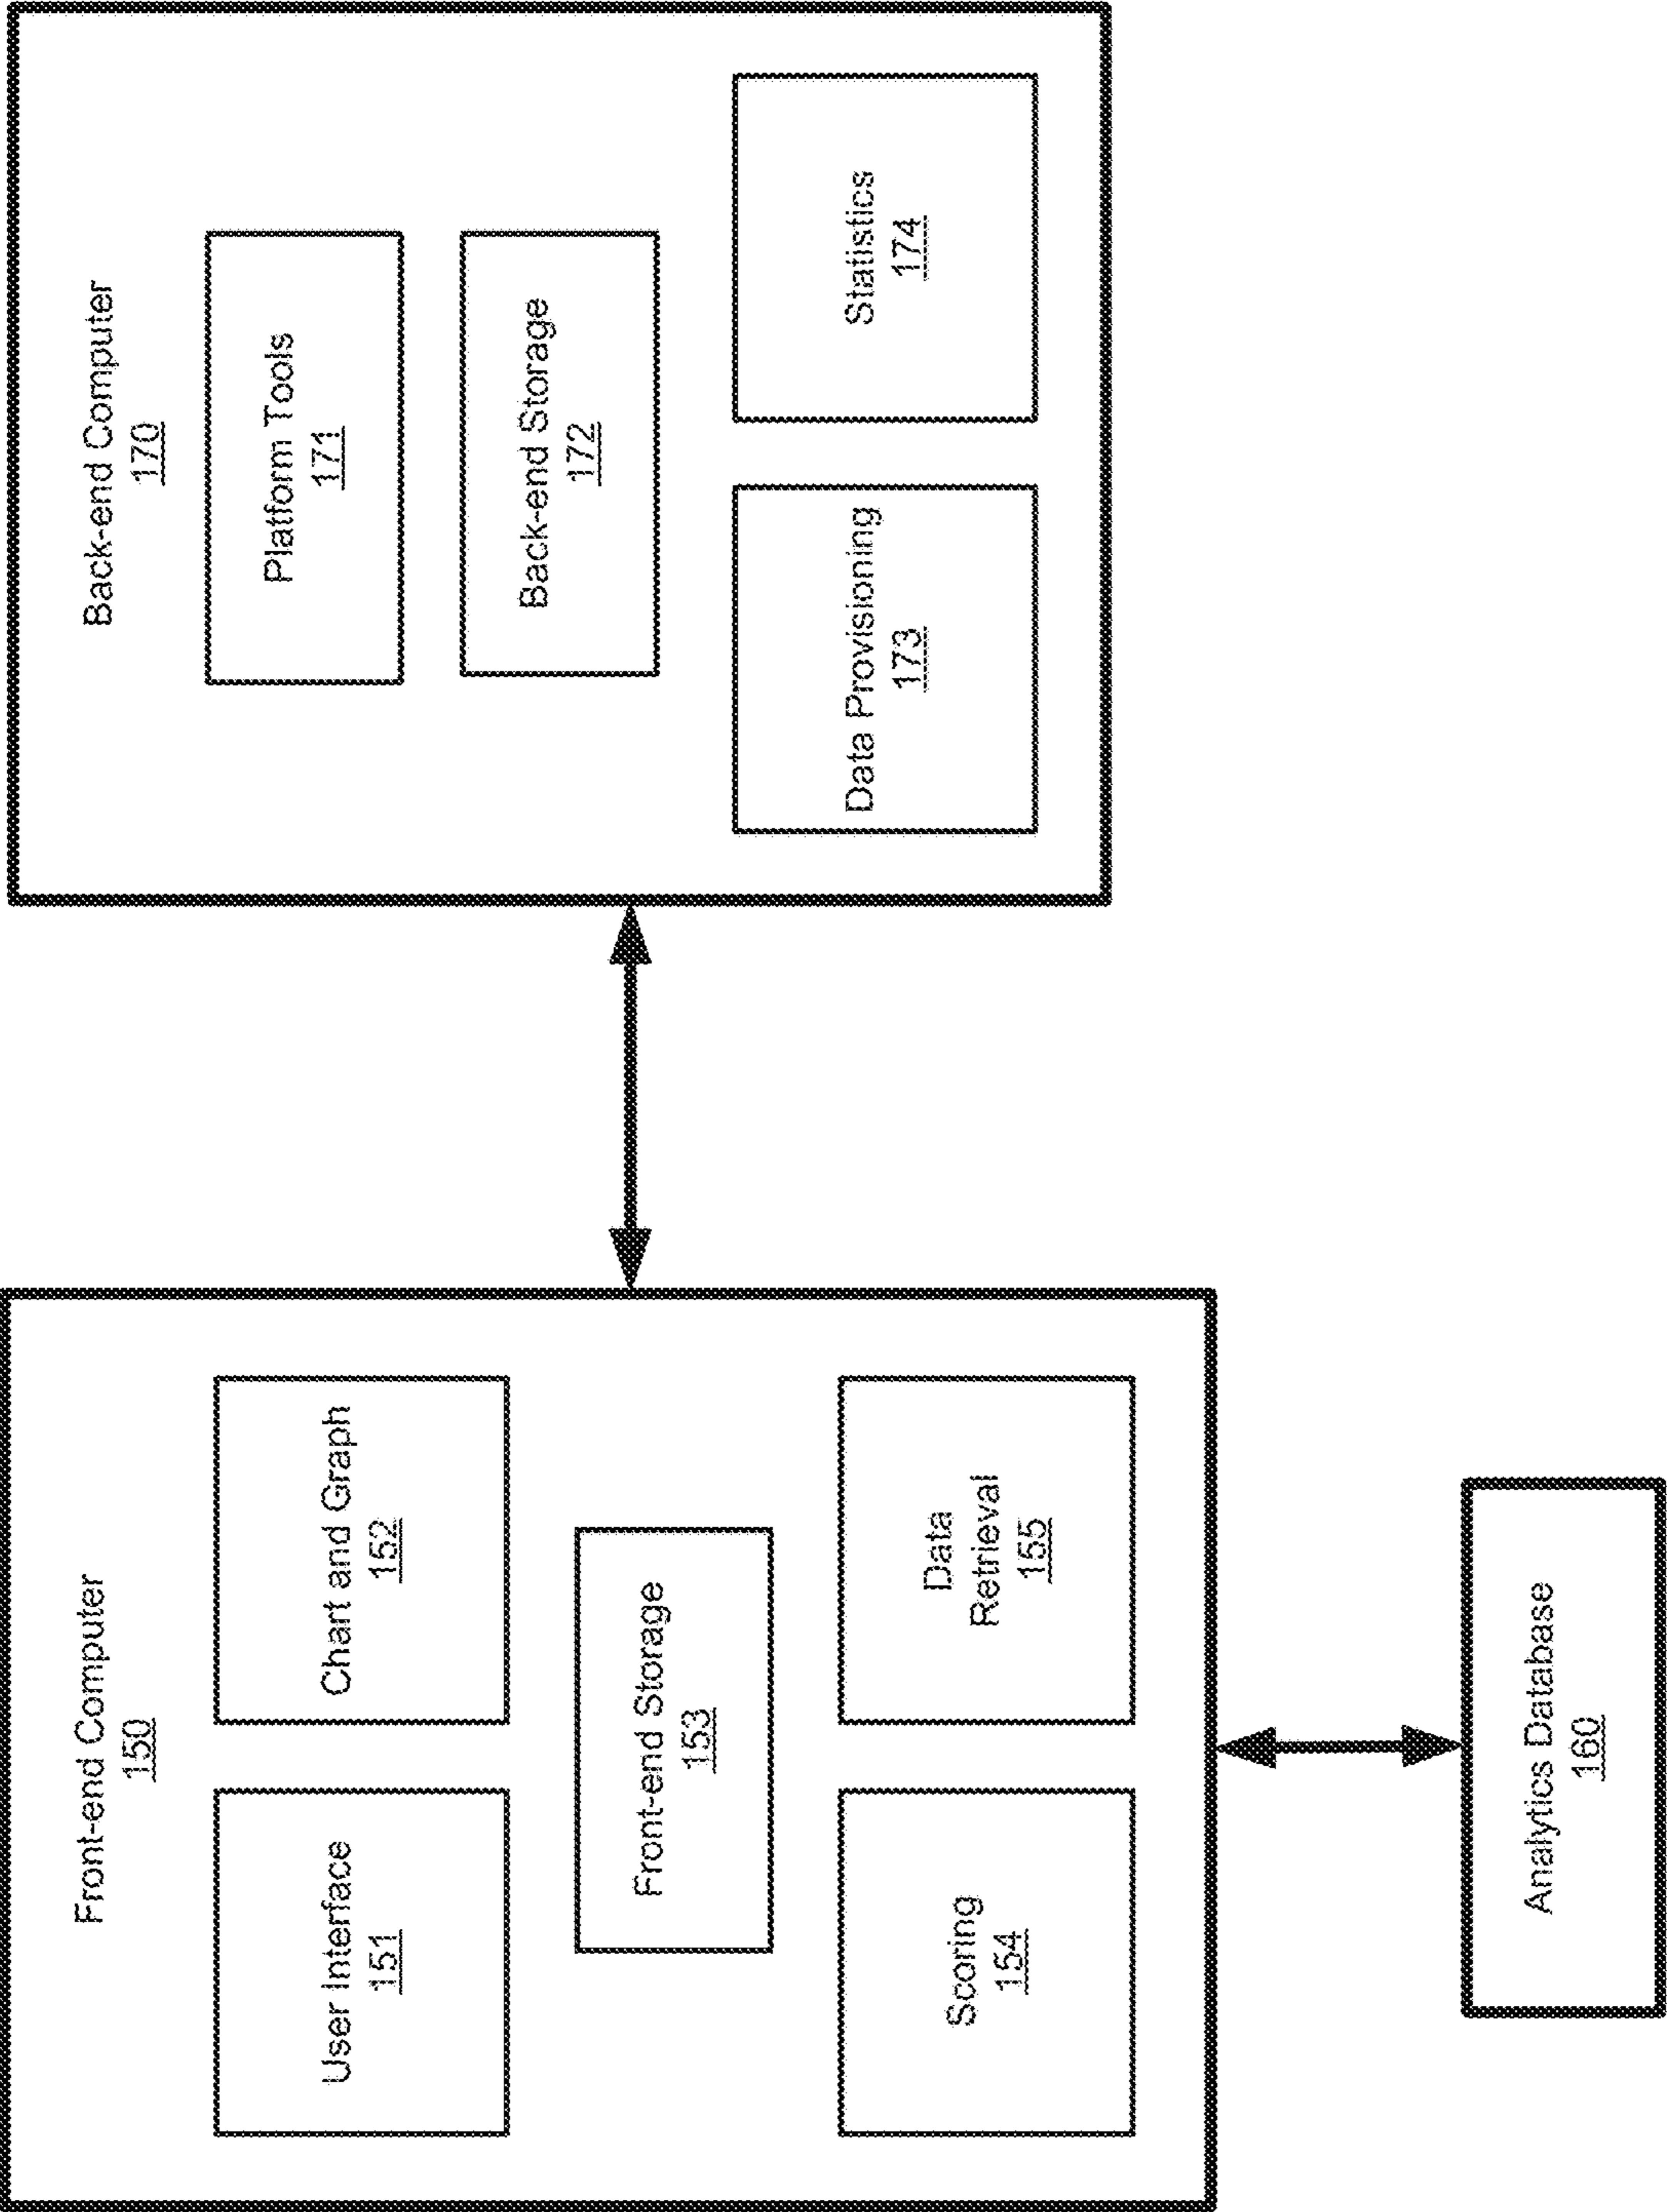 Front-end Computer
150
User Interface
151
Chart and Graph
152
Front-end Storage
153
Scoring
154
Data
Retrieval
155
Analytics Database
160
Back-end Computer
170
Platform Tools
171
Back-end Storage
172
Data Provisioning
173
Statistics
174